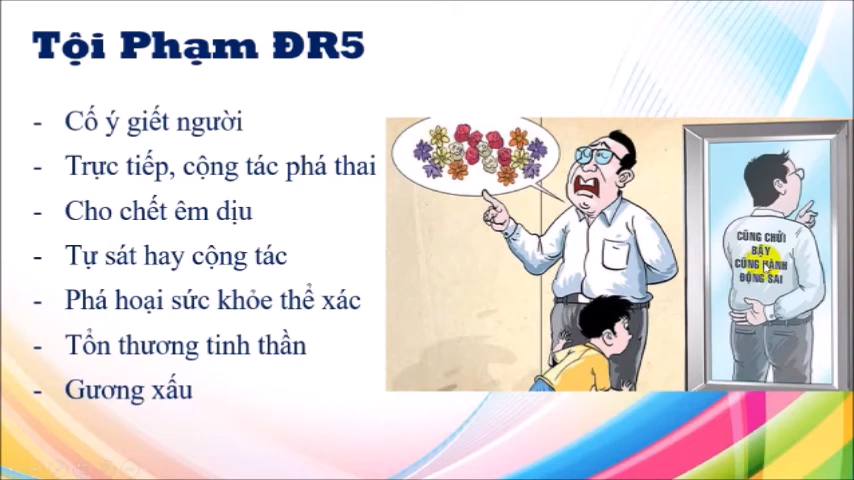 Tội Phạm ĐR5
- Cố ý giết người
- Trực tiếp, cộng tác phá thai
- Cho chết êm dịu
- Tự sát hay cộng tác
- Phá hoại sức khỏe thể xác
- Tổn thương tinh thần
- Gương xấu
CŨNG CHỬI
BẬY
CŨNG HÀNH
ĐỘNG SAI